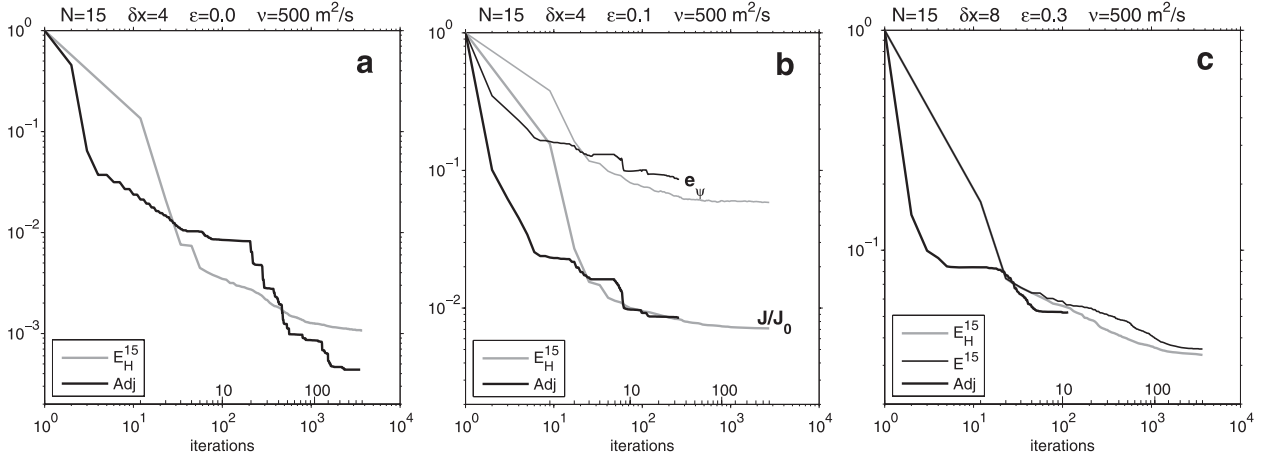 N=15 δx=4 ε=0.0 ν=500 m²/s
a
10⁰
10⁻¹
10⁻²
10⁻³
E_H^15
Adj
10 100
10⁰ 10¹ 10² 10³ 10⁴
iterations
N=15 δx=4 ε=0.1 ν=500 m²/s
b
10⁰
10⁻¹
10⁻²
e_ψ
J/J₀
E_H^15
Adj
10 100
10⁰ 10¹ 10² 10³ 10⁴
iterations
N=15 δx=8 ε=0.3 ν=500 m²/s
c
10⁰
10⁻¹
E_H^15
E^15
Adj
10 100
10⁰ 10¹ 10² 10³ 10⁴
iterations